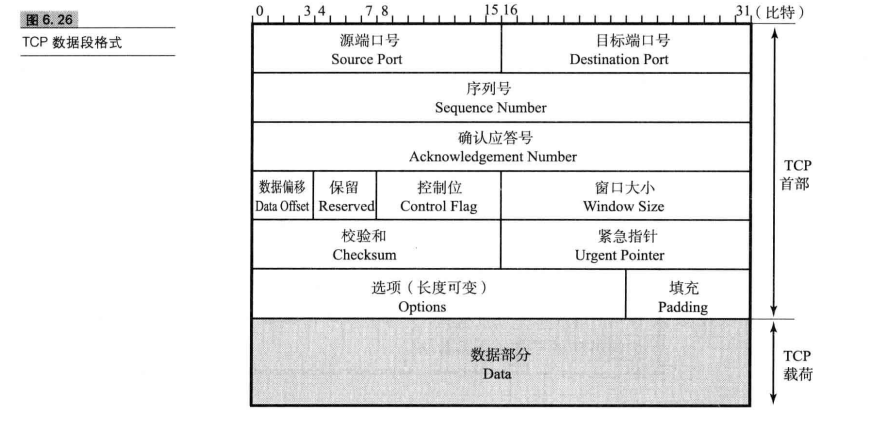 图 6.26
TCP 数据段格式
0 3 4 7 8 15 16 31 (比特)
源端口号 目标端口号
Source Port Destination Port
序列号
Sequence Number
确认应答号
Acknowledgement Number
数据偏移 保留 控制位 窗口大小
Data Offset Reserved Control Flag Window Size
校验和 紧急指针
Checksum Urgent Pointer
选项（长度可变） 填充
Options Padding
TCP
首部
数据部分
Data
TCP
载荷